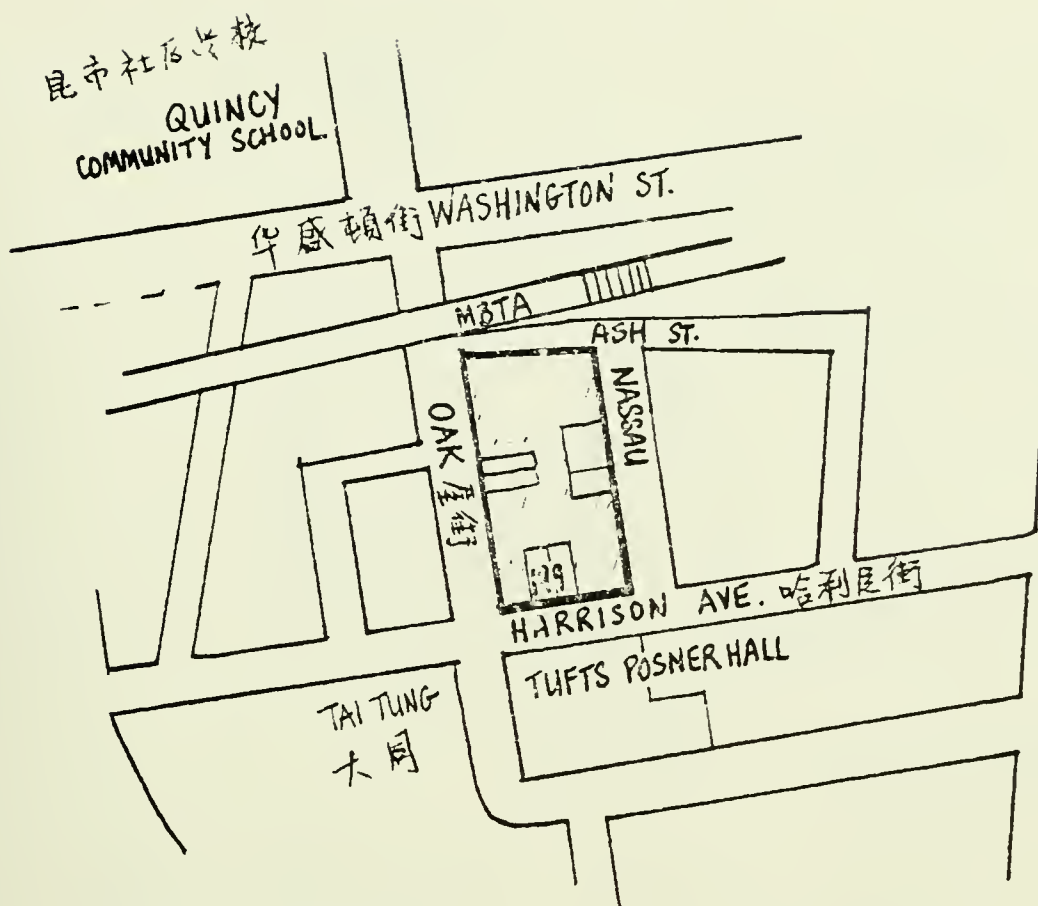 昆市社区学校
QUINCY
COMMUNITY SCHOOL.
华盛頓街 WASHINGTON ST.
MBTA
ASH ST.
NASSAU
OAK 屋街
HARRISON AVE. 哈利臣街
TUFTS POSNER HALL
TAI TUNG
大同